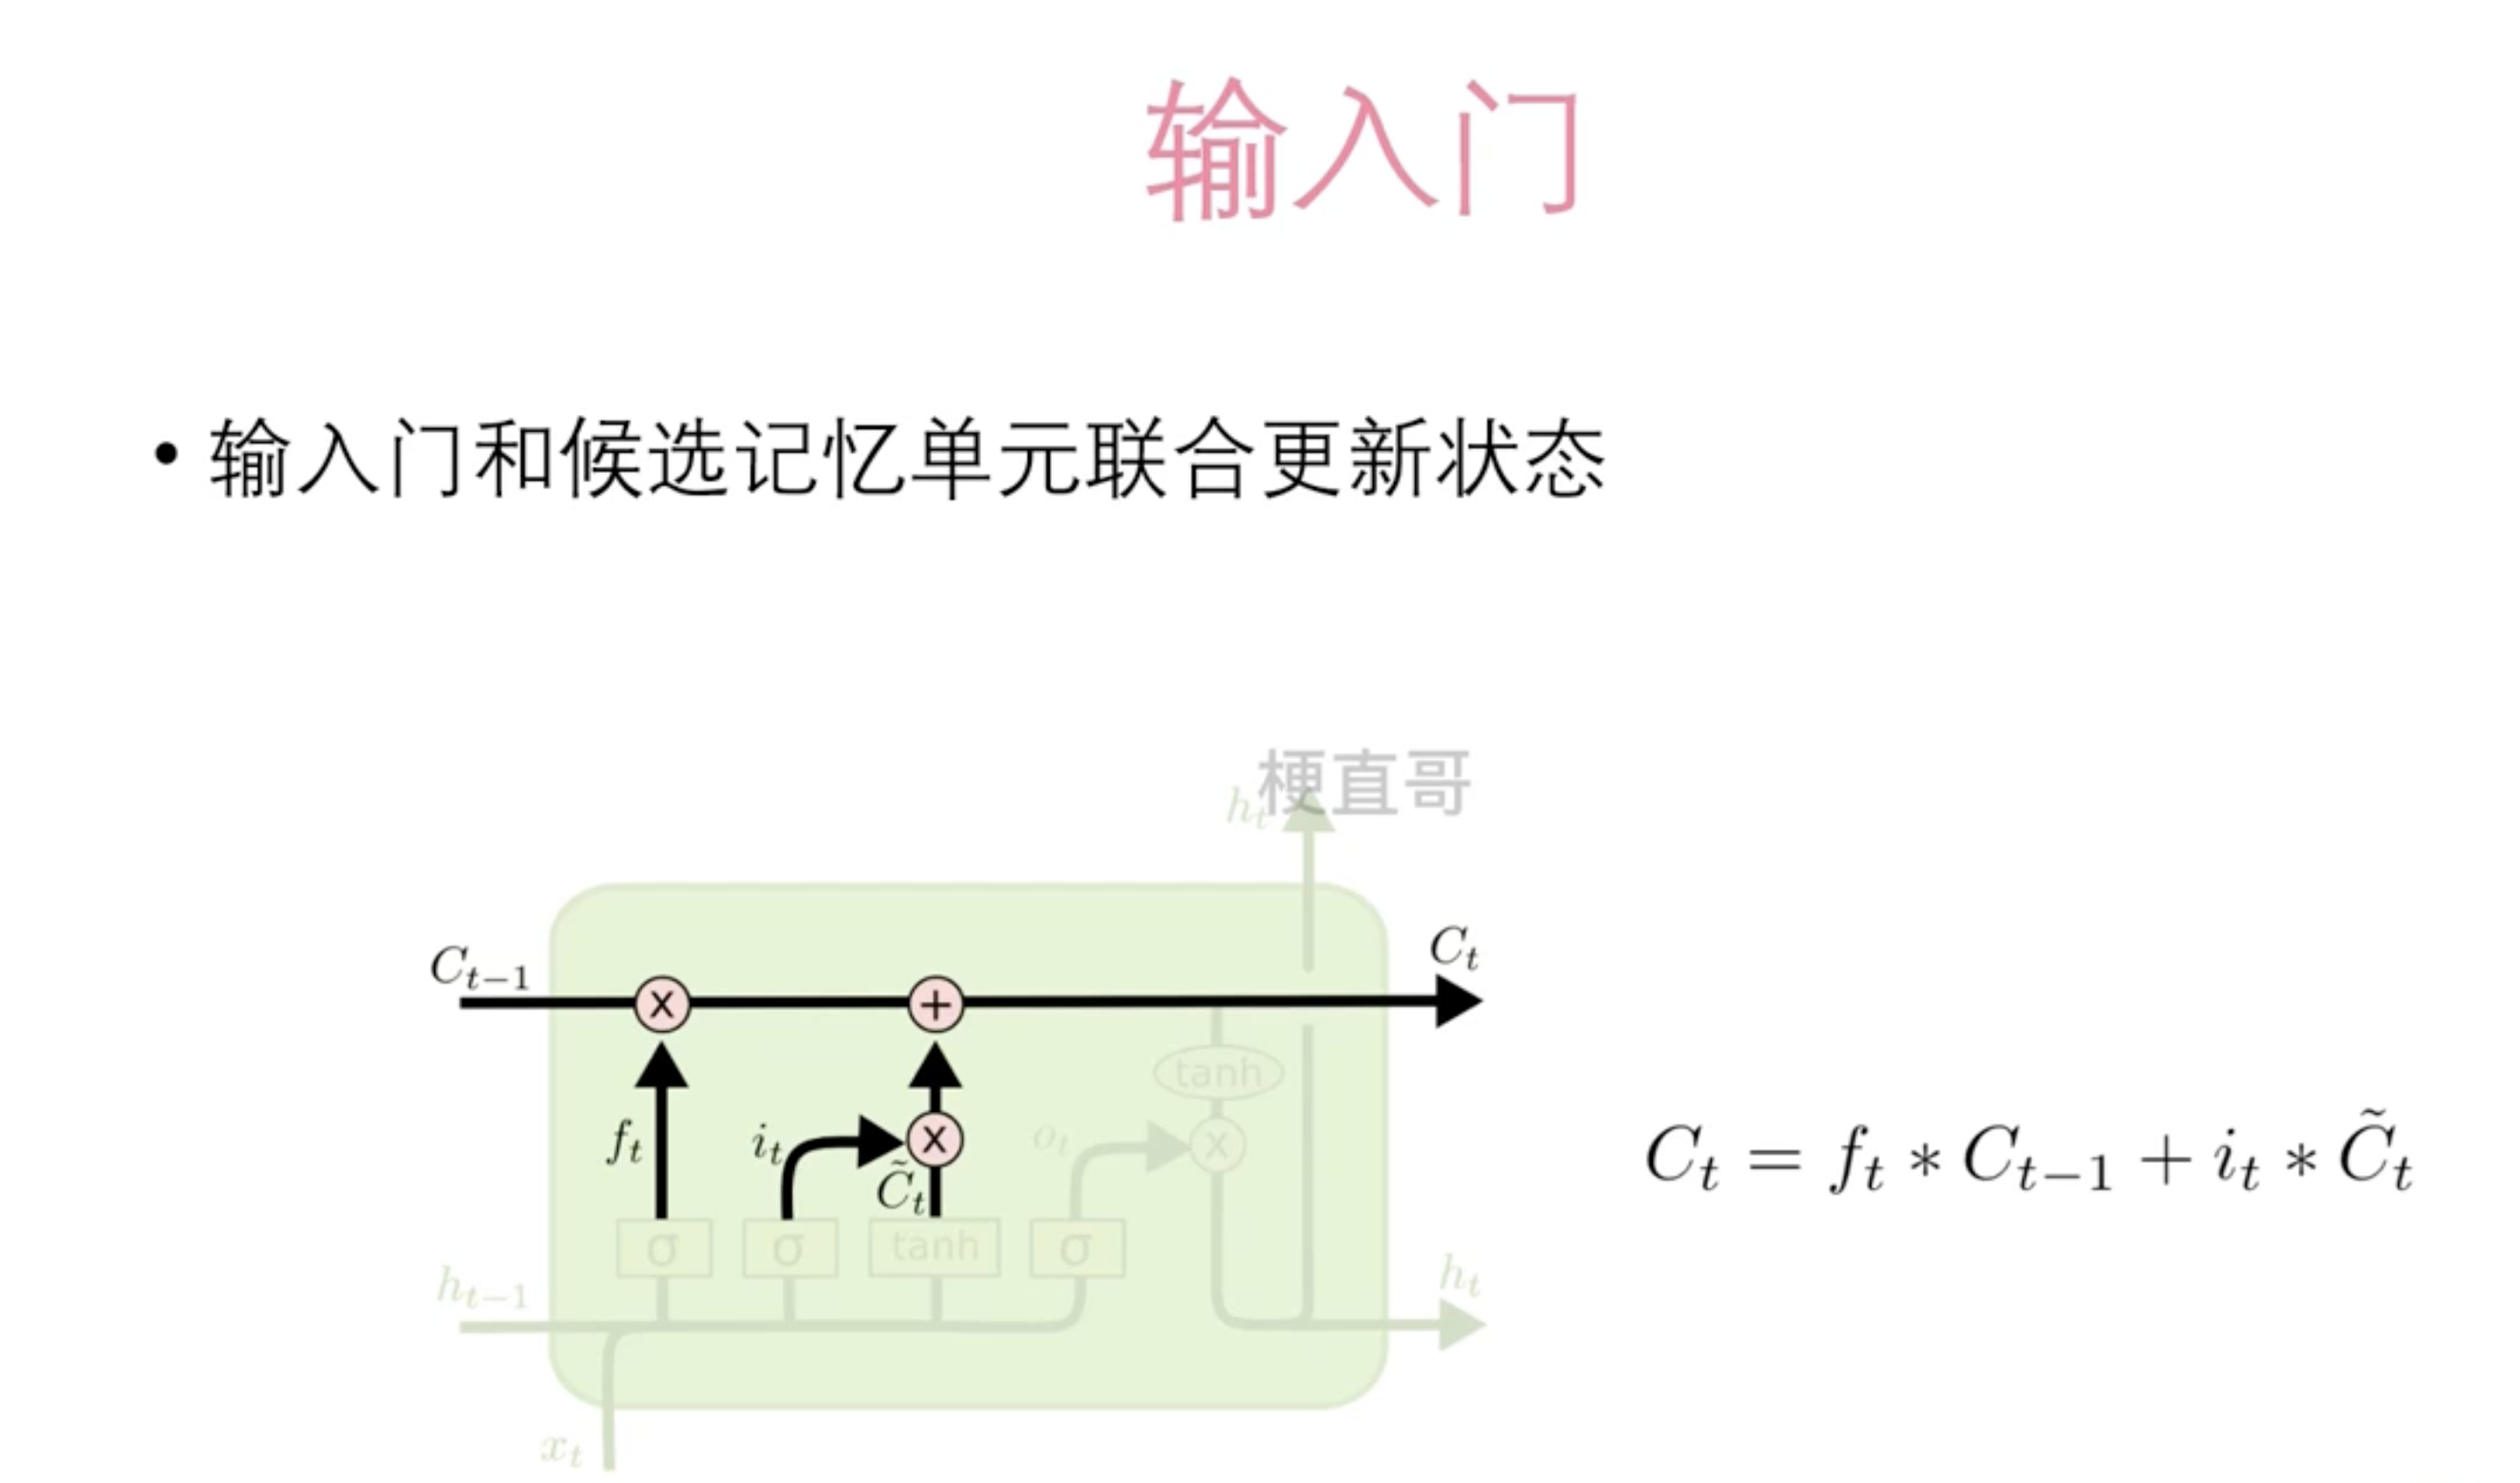 输入门
• 输入门和候选记忆单元联合更新状态
梗直哥
h_t
C_{t-1}
C_t
x
+
tanh
f_t
i_t
x
o_t
x
C̃_t
C_t = f_t * C_{t-1} + i_t * C̃_t
σ
σ
tanh
σ
h_{t-1}
h_t
x_t